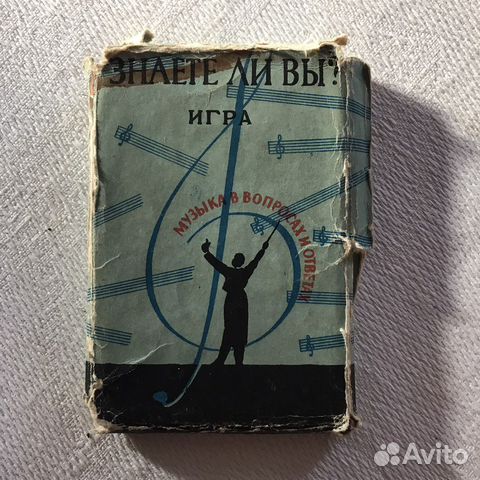 ЗНАЕТЕ ЛИ ВЫ?
ИГРА
МУЗЫКА В ВОПРОСАХ И ОТВЕТАХ
Avito